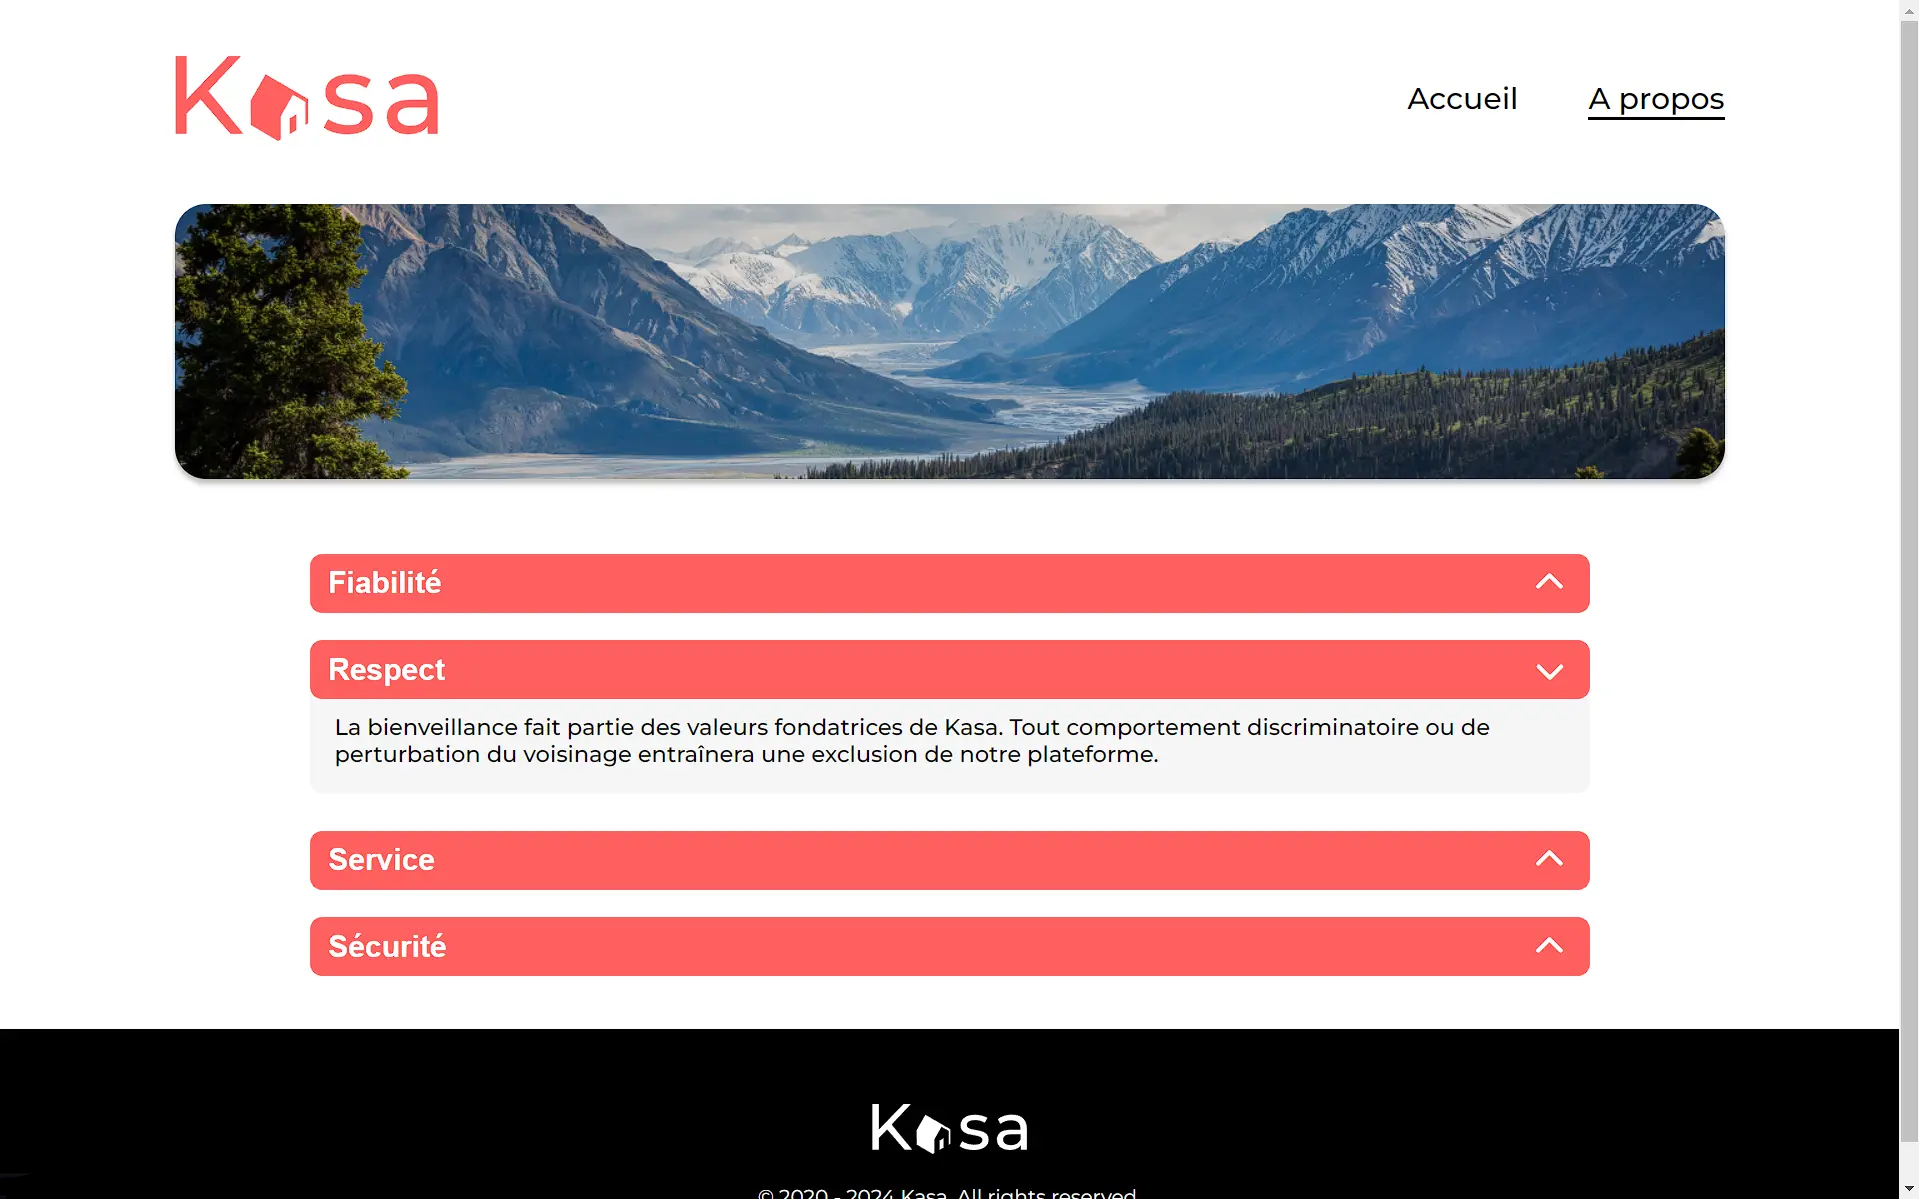 Kasa
Accueil
A propos
Fiabilité
Respect
La bienveillance fait partie des valeurs fondatrices de Kasa. Tout comportement discriminatoire ou de
perturbation du voisinage entraînera une exclusion de notre plateforme.
Service
Sécurité
Kasa
© 2020 - 2024 Kasa. All rights reserved